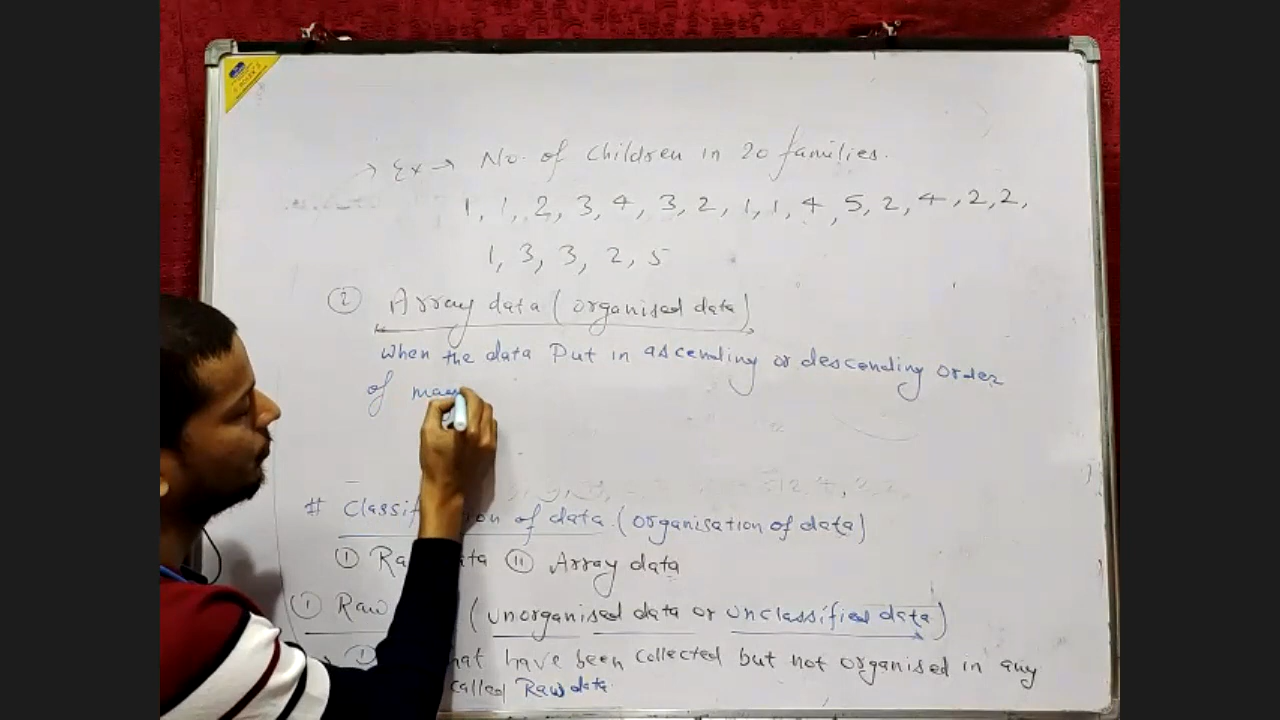 → Ex → No. of children in 20 families.
1, 1, 2, 3, 4, 3, 2, 1, 1, 4, 5, 2, 4, 2, 2,
1, 3, 3, 2, 5
② Array data (organised data)
When the data Put in ascending or descending order
of
# Classif on of data (organisation of data)
① Ra ta ⑪ Array data
① Raw (unorganised data or unclassified data)
① hat have been collected but not organised in any
called Raw data.